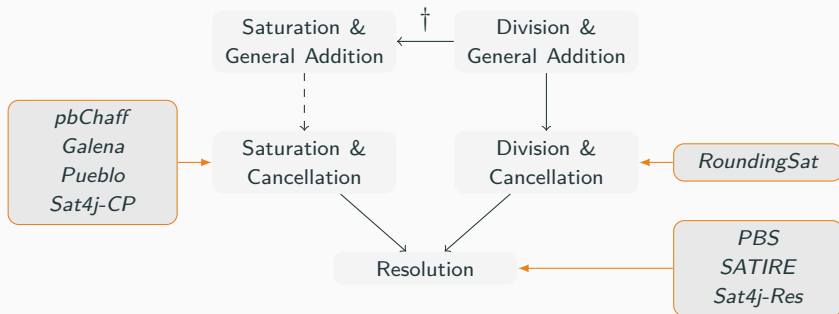 Saturation &
General Addition
†
Division &
General Addition
pbChaff
Galena
Pueblo
Sat4j-CP
Saturation &
Cancellation
Division &
Cancellation
RoundingSat
Resolution
PBS
SATIRE
Sat4j-Res